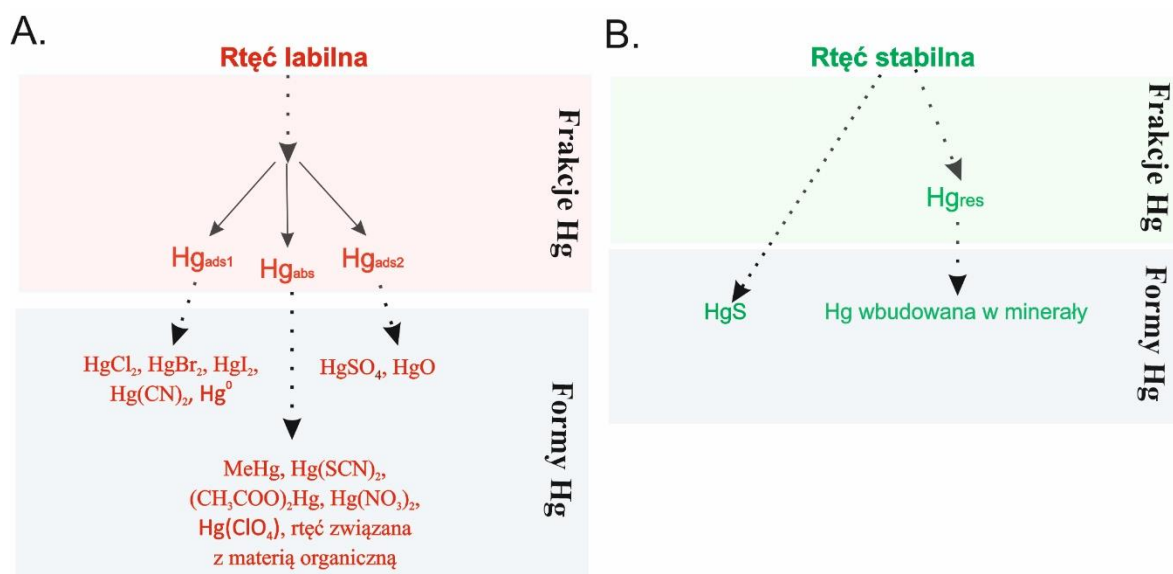 A.
Rtęć labilna
Frakcje Hg
Hgads1
Hgabs
Hgads2
Formy Hg
HgCl₂, HgBr₂, HgI₂,
Hg(CN)₂, Hg⁰
HgSO₄, HgO
MeHg, Hg(SCN)₂,
(CH₃COO)₂Hg, Hg(NO₃)₂,
Hg(ClO₄), rtęć związana
z materią organiczną
B.
Rtęć stabilna
Frakcje Hg
Hgres
Formy Hg
HgS
Hg wbudowana w minerały